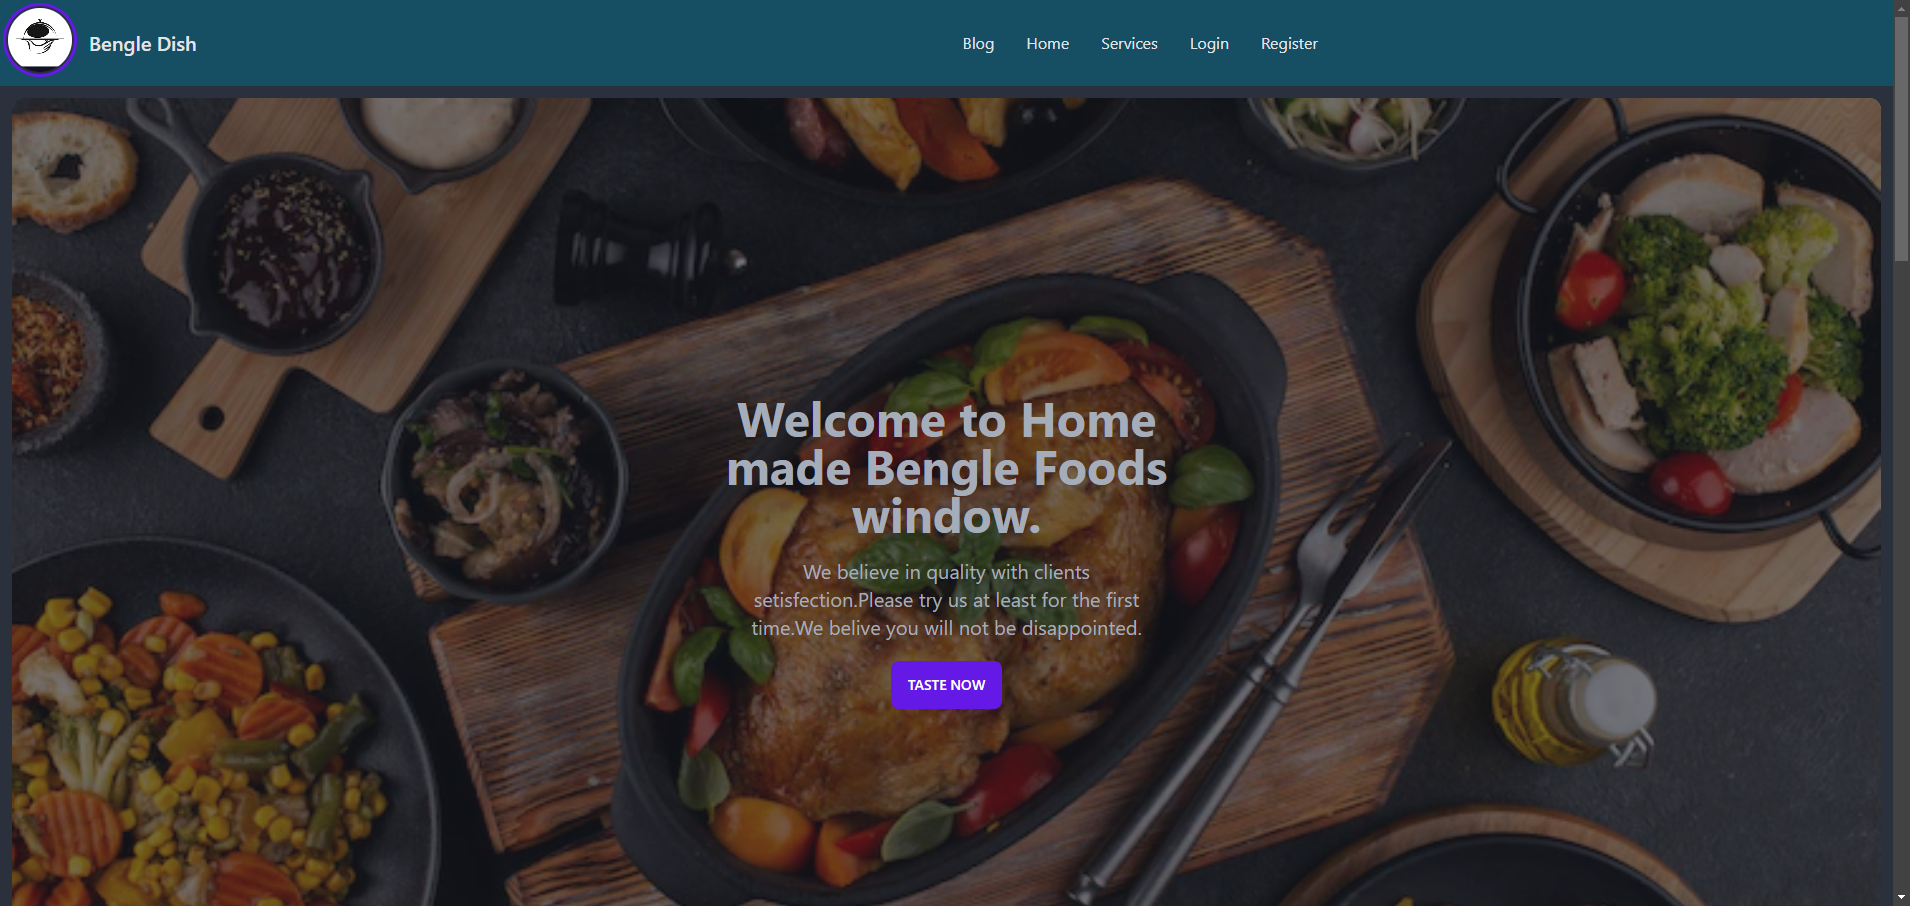 Bengle Dish
Blog Home Services Login Register
Welcome to Home
made Bengle Foods
window.
We believe in quality with clients
setisfection.Please try us at least for the first
time.We belive you will not be disappointed.
TASTE NOW